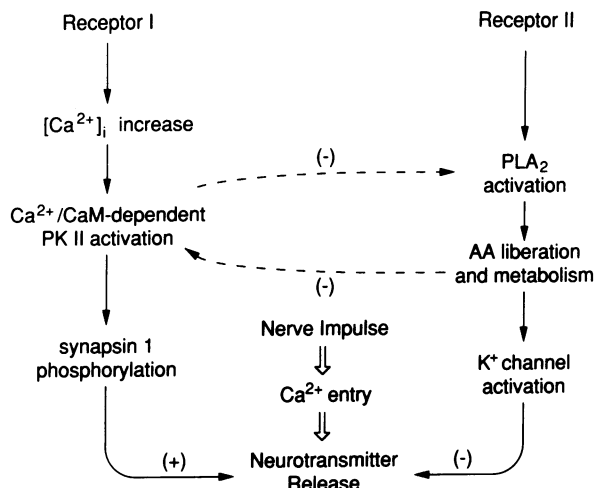 Receptor I
Receptor II
[Ca²⁺]ᵢ increase
(-)
PLA₂
activation
Ca²⁺/CaM-dependent
PK II activation
AA liberation
and metabolism
(-)
Nerve Impulse
synapsin 1
phosphorylation
K⁺ channel
activation
Ca²⁺ entry
(+)
Neurotransmitter
Release
(-)